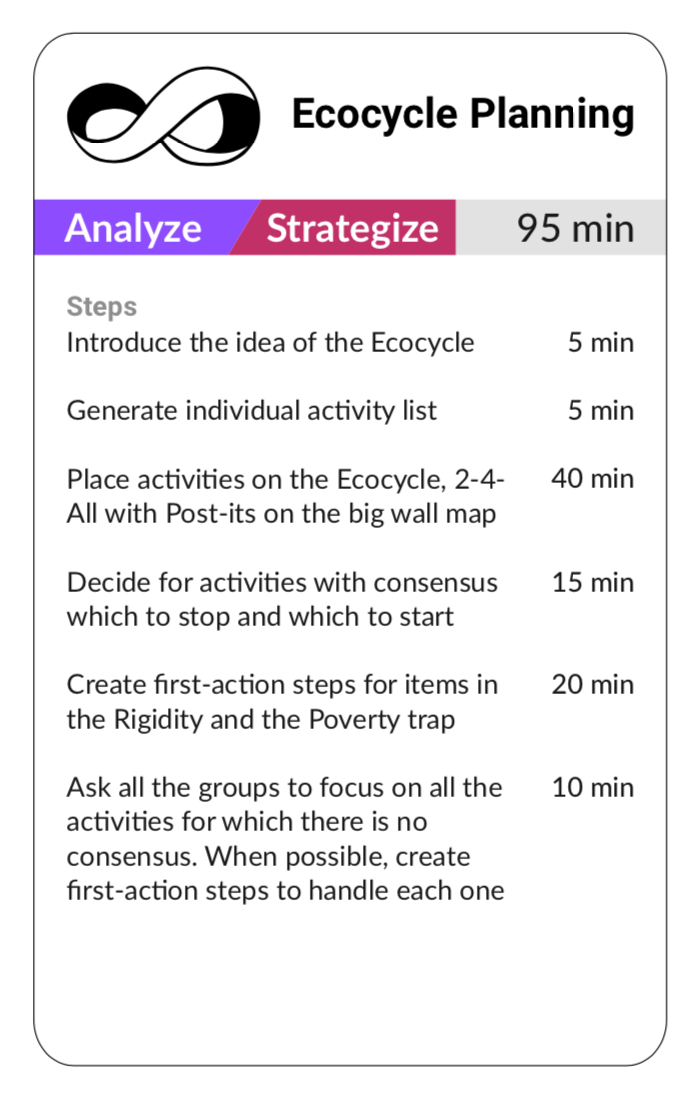 Ecocycle Planning
Analyze Strategize 95 min
Steps
Introduce the idea of the Ecocycle 5 min
Generate individual activity list 5 min
Place activities on the Ecocycle, 2-4- 40 min
All with Post-its on the big wall map
Decide for activities with consensus 15 min
which to stop and which to start
Create first-action steps for items in 20 min
the Rigidity and the Poverty trap
Ask all the groups to focus on all the 10 min
activities for which there is no
consensus. When possible, create
first-action steps to handle each one